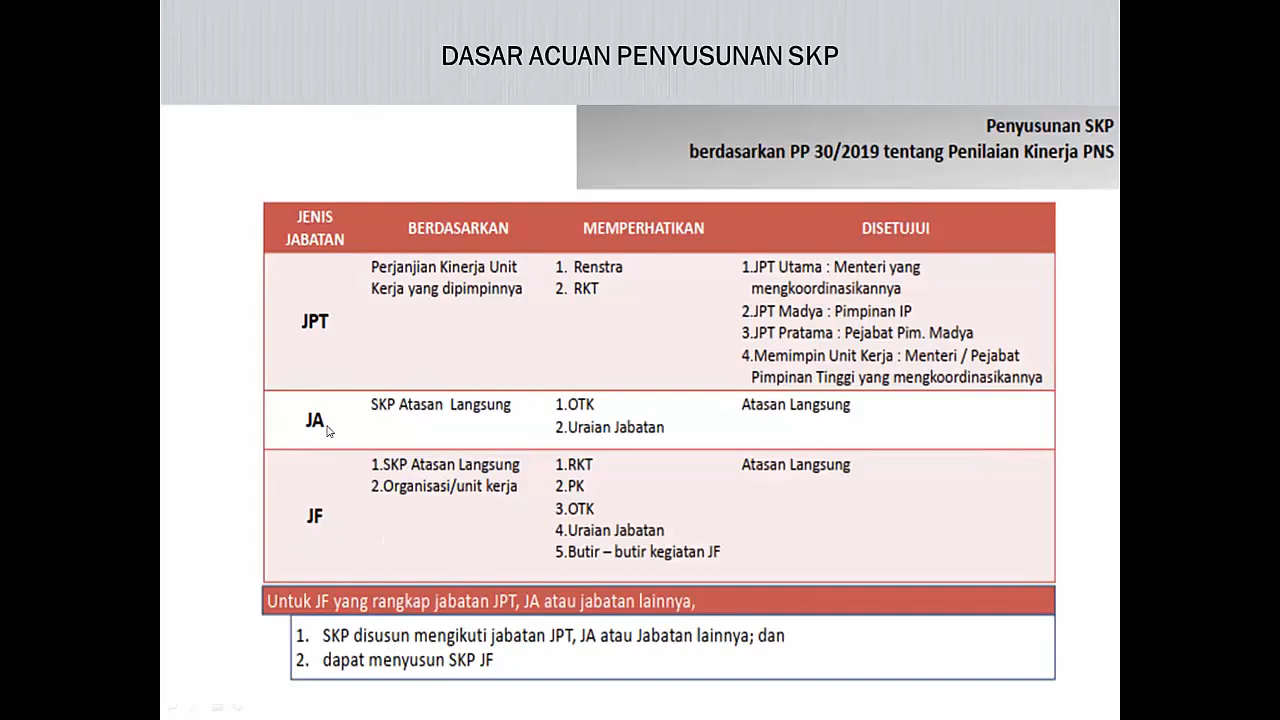 DASAR ACUAN PENYUSUNAN SKP
Penyusunan SKP
berdasarkan PP 30/2019 tentang Penilaian Kinerja PNS
JENIS JABATAN BERDASARKAN MEMPERHATIKAN DISETUJUI
JPT
Perjanjian Kinerja Unit
Kerja yang dipimpinnya
1. Renstra
2. RKT
1.JPT Utama : Menteri yang
mengkoordinasikannya
2.JPT Madya : Pimpinan IP
3.JPT Pratama : Pejabat Pim. Madya
4.Memimpin Unit Kerja : Menteri / Pejabat
Pimpinan Tinggi yang mengkoordinasikannya
JA
SKP Atasan Langsung
1.OTK
2.Uraian Jabatan
Atasan Langsung
JF
1.SKP Atasan Langsung
2.Organisasi/unit kerja
1.RKT
2.PK
3.OTK
4.Uraian Jabatan
5.Butir – butir kegiatan JF
Atasan Langsung
Untuk JF yang rangkap jabatan JPT, JA atau jabatan lainnya,
1. SKP disusun mengikuti jabatan JPT, JA atau Jabatan lainnya; dan
2. dapat menyusun SKP JF